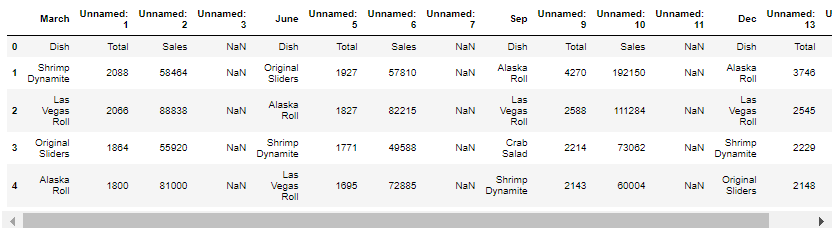 March Unnamed: 1 Unnamed: 2 Unnamed: 3 June Unnamed: 5 Unnamed: 6 Unnamed: 7 Sep Unnamed: 9 Unnamed: 10 Unnamed: 11 Dec Unnamed: 13 U
0 Dish Total Sales NaN Dish Total Sales NaN Dish Total Sales NaN Dish Total
1 Shrimp Dynamite 2088 58464 NaN Original Sliders 1927 57810 NaN Alaska Roll 4270 192150 NaN Alaska Roll 3746
2 Las Vegas Roll 2066 88838 NaN Alaska Roll 1827 82215 NaN Las Vegas Roll 2588 111284 NaN Las Vegas Roll 2545
3 Original Sliders 1864 55920 NaN Shrimp Dynamite 1771 49588 NaN Crab Salad 2214 73062 NaN Shrimp Dynamite 2229
4 Alaska Roll 1800 81000 NaN Las Vegas Roll 1695 72885 NaN Shrimp Dynamite 2143 60004 NaN Original Sliders 2148